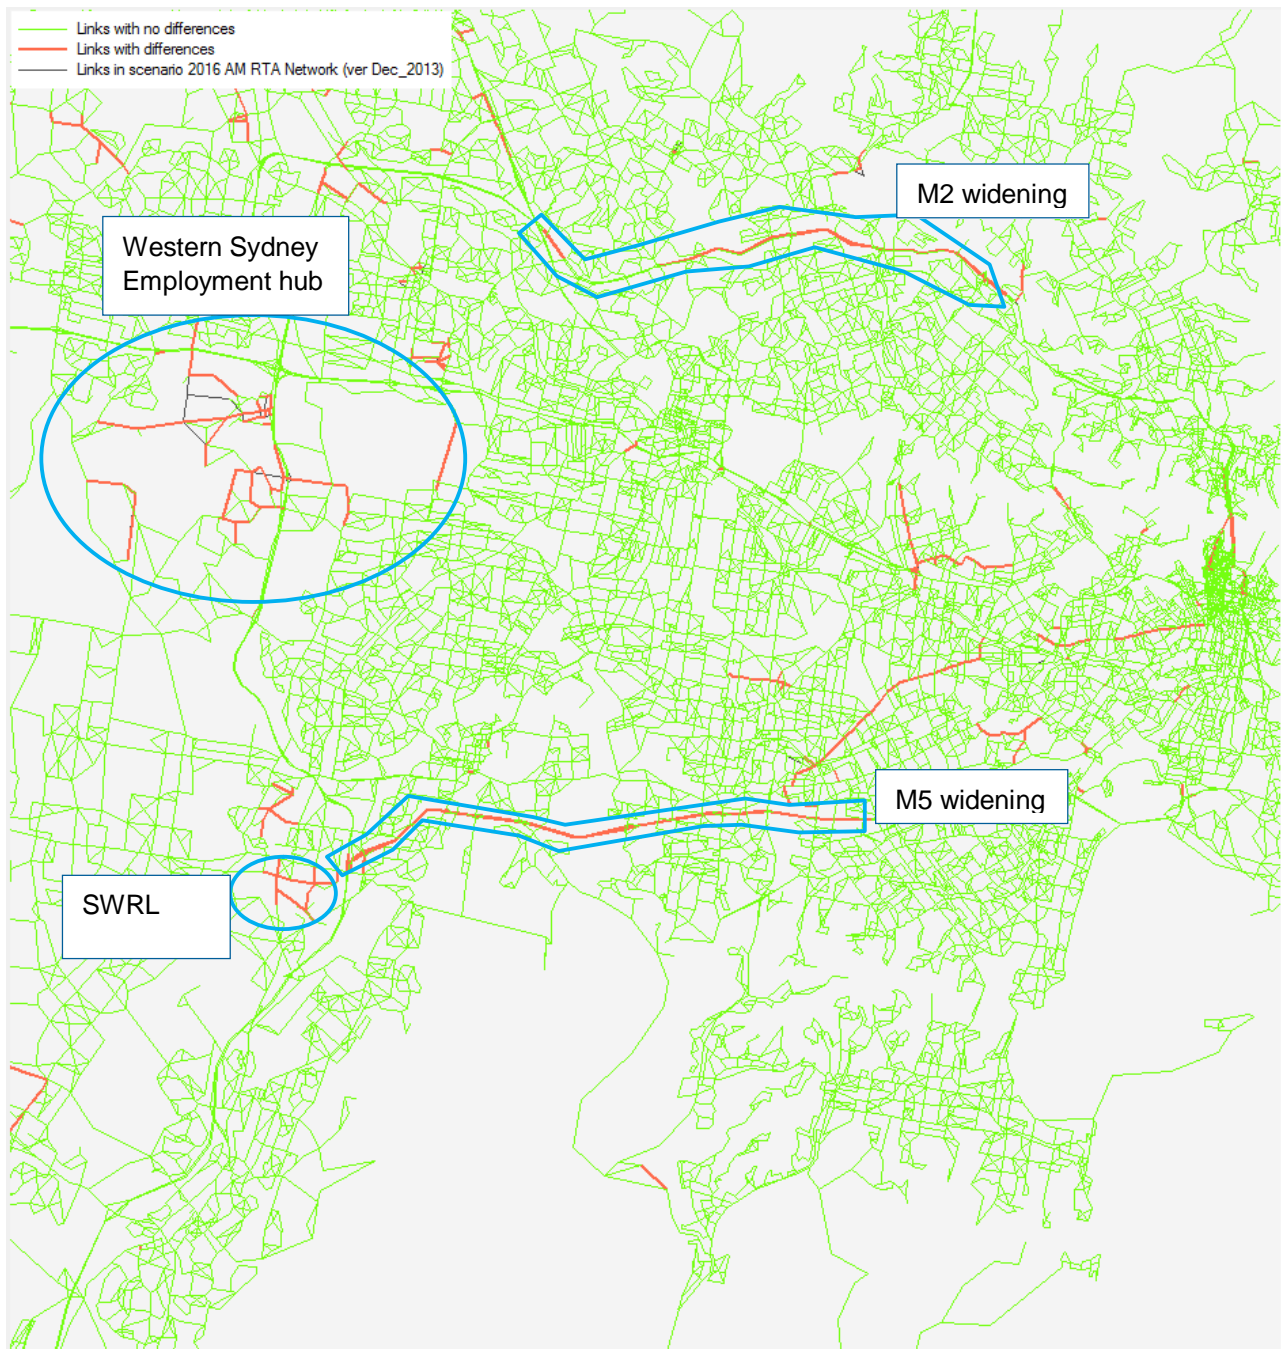 Links with no differences
Links with differences
Links in scenario 2016 AM RTA Network (ver Dec_2013)
M2 widening
Western Sydney
Employment hub
M5 widening
SWRL